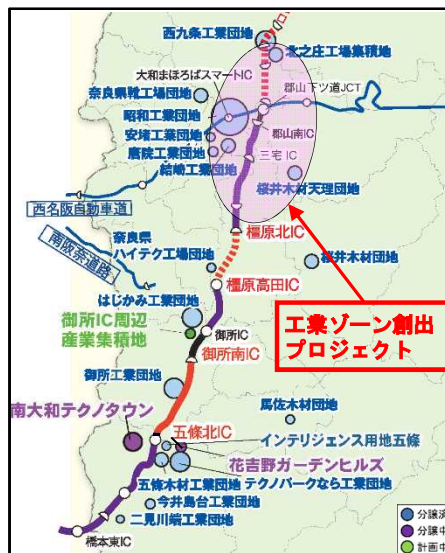 西九条工業団地
北之庄工場集積地
大和まほろばスマートIC
奈良県靴工場団地
郡山下ツ道JCT
昭和工業団地
郡山南IC
安堵工業団地
三宅IC
結崎工業団地
桜井木材天理団地
西名阪自動車道
橿原北IC
南阪奈道路
奈良県
ハイテク工場団地
桜井木材団地
橿原高田IC
はじかみ工業団地
工業ゾーン創出
プロジェクト
御所IC周辺
産業集積地
御所IC
御所南IC
御所工業団地
馬佐木材団地
南大和テクノタウン
五條北IC
インテリジェンス用地五條
花吉野ガーデンヒルズ
五條木材工業団地
テクノパークなら工業団地
今井島台工業団地
二見川端工業団地
橋本東IC
分譲済
分譲中
計画中